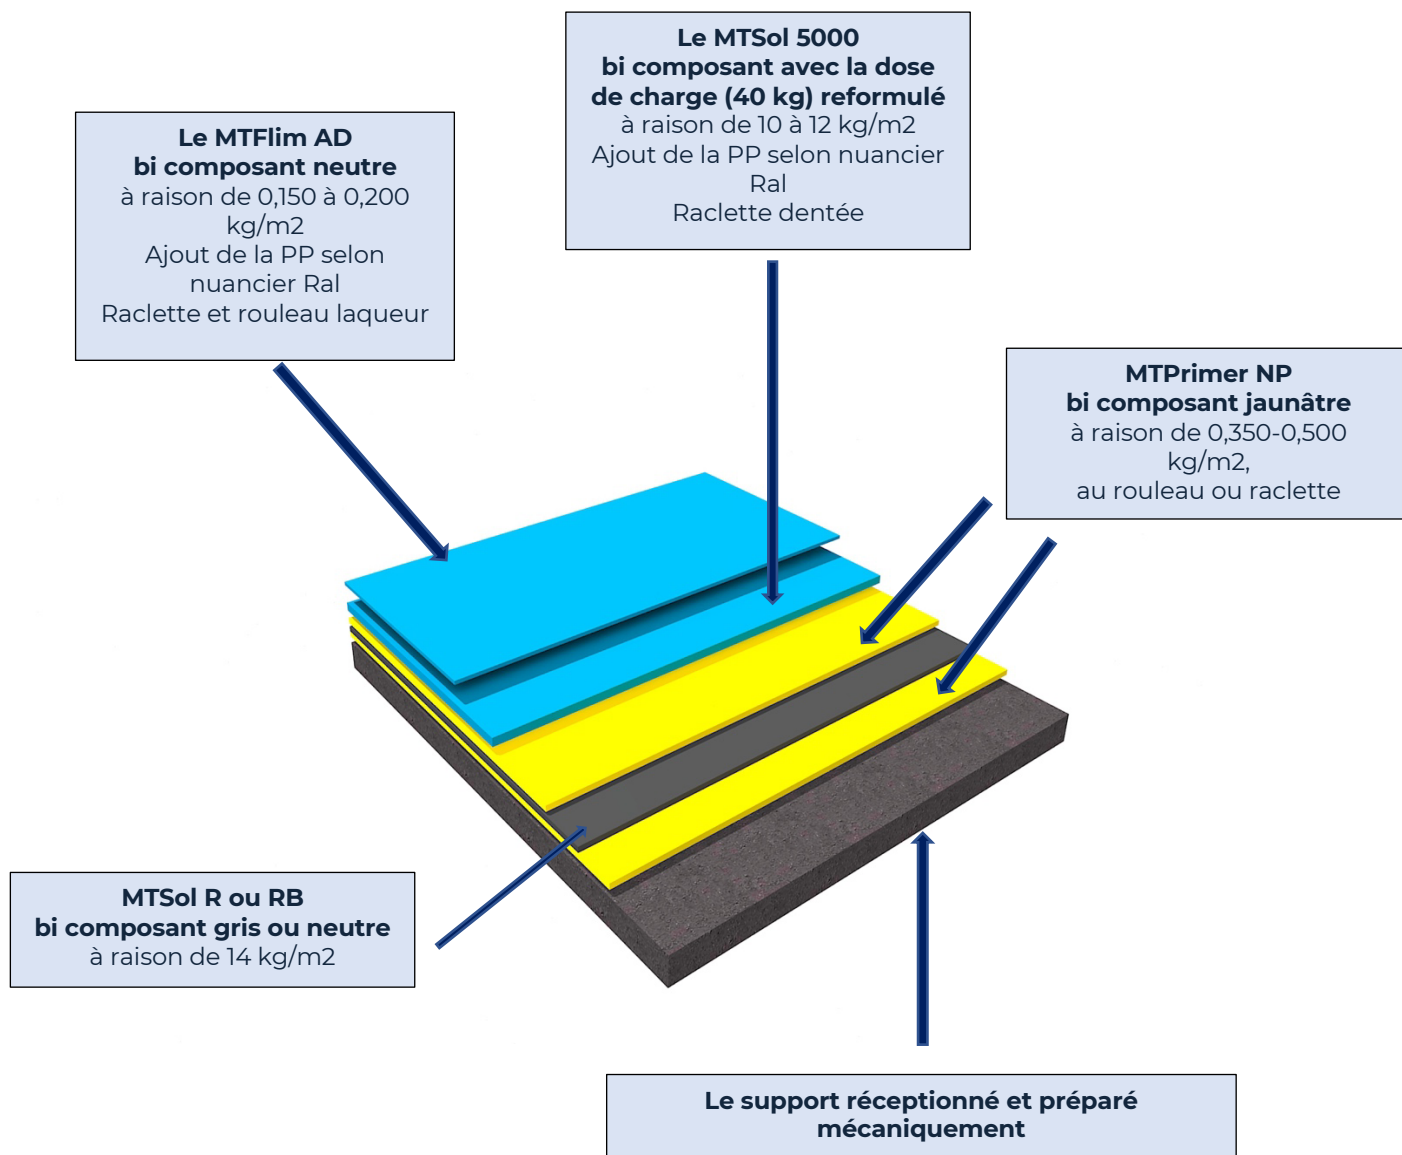 Le MTSol 5000
bi composant avec la dose
de charge (40 kg) reformulé
à raison de 10 à 12 kg/m2
Ajout de la PP selon nuancier
Ral
Raclette dentée
Le MTFlim AD
bi composant neutre
à raison de 0,150 à 0,200
kg/m2
Ajout de la PP selon
nuancier Ral
Raclette et rouleau laqueur
MTPrimer NP
bi composant jaunâtre
à raison de 0,350-0,500
kg/m2,
au rouleau ou raclette
MTSol R ou RB
bi composant gris ou neutre
à raison de 14 kg/m2
Le support réceptionné et préparé
mécaniquement